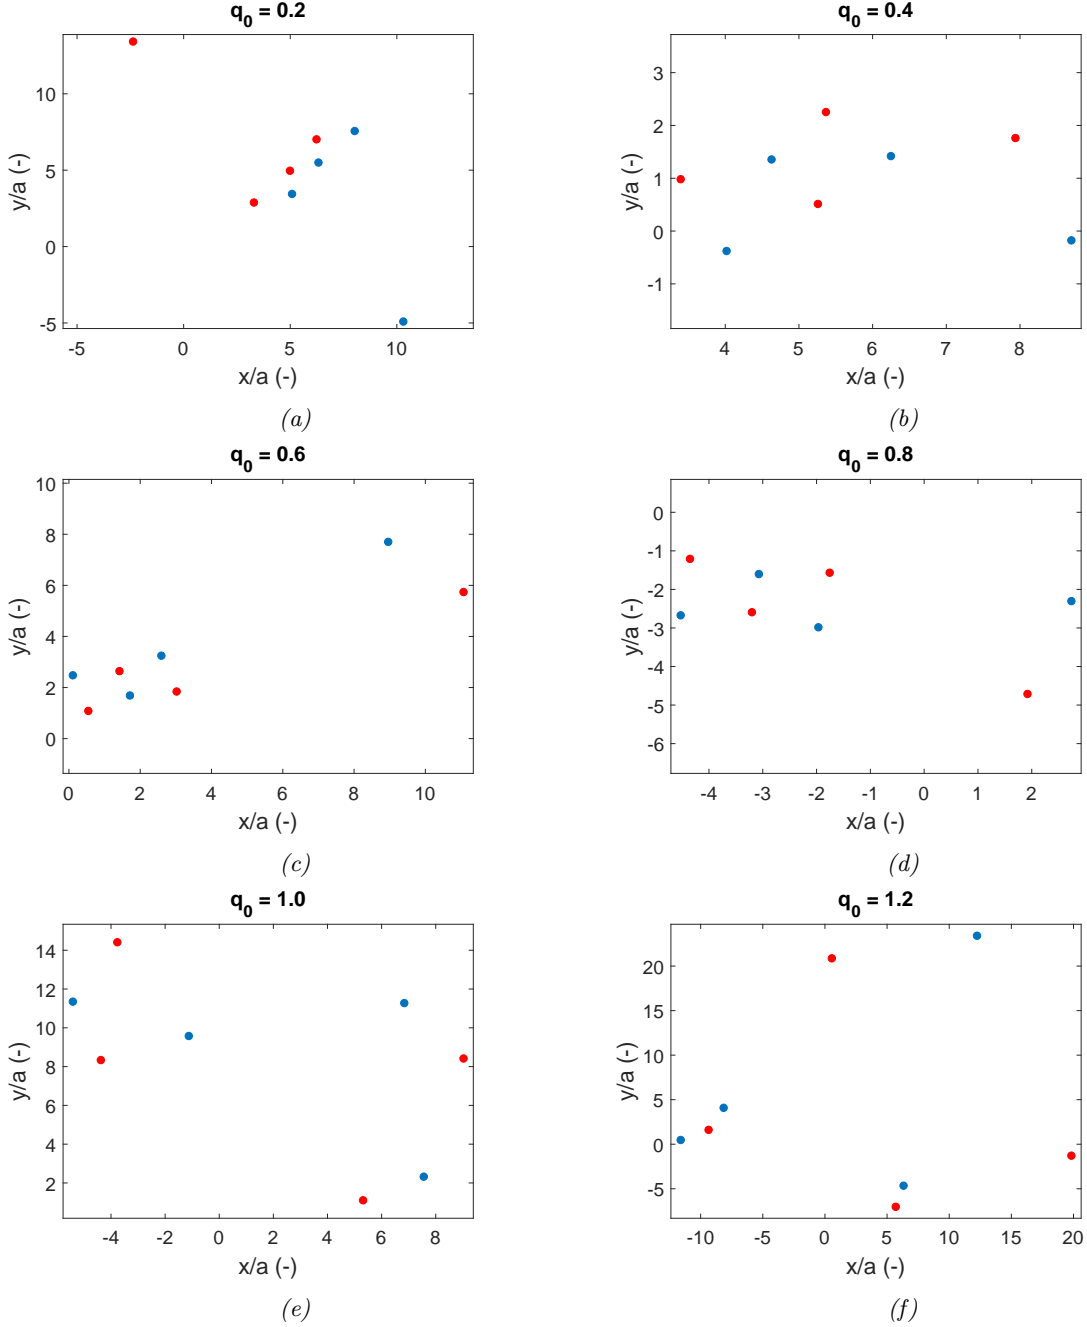 q0 = 0.2
10
5
0
-5
y/a (-)
-5 0 5 10
x/a (-)
(a)
q0 = 0.4
3
2
1
0
-1
y/a (-)
4 5 6 7 8
x/a (-)
(b)
q0 = 0.6
10
8
6
4
2
0
y/a (-)
0 2 4 6 8 10
x/a (-)
(c)
q0 = 0.8
0
-1
-2
-3
-4
-5
-6
y/a (-)
-4 -3 -2 -1 0 1 2
x/a (-)
(d)
q0 = 1.0
14
12
10
8
6
4
2
y/a (-)
-4 -2 0 2 4 6 8
x/a (-)
(e)
q0 = 1.2
20
15
10
5
0
-5
y/a (-)
-10 -5 0 5 10 15 20
x/a (-)
(f)